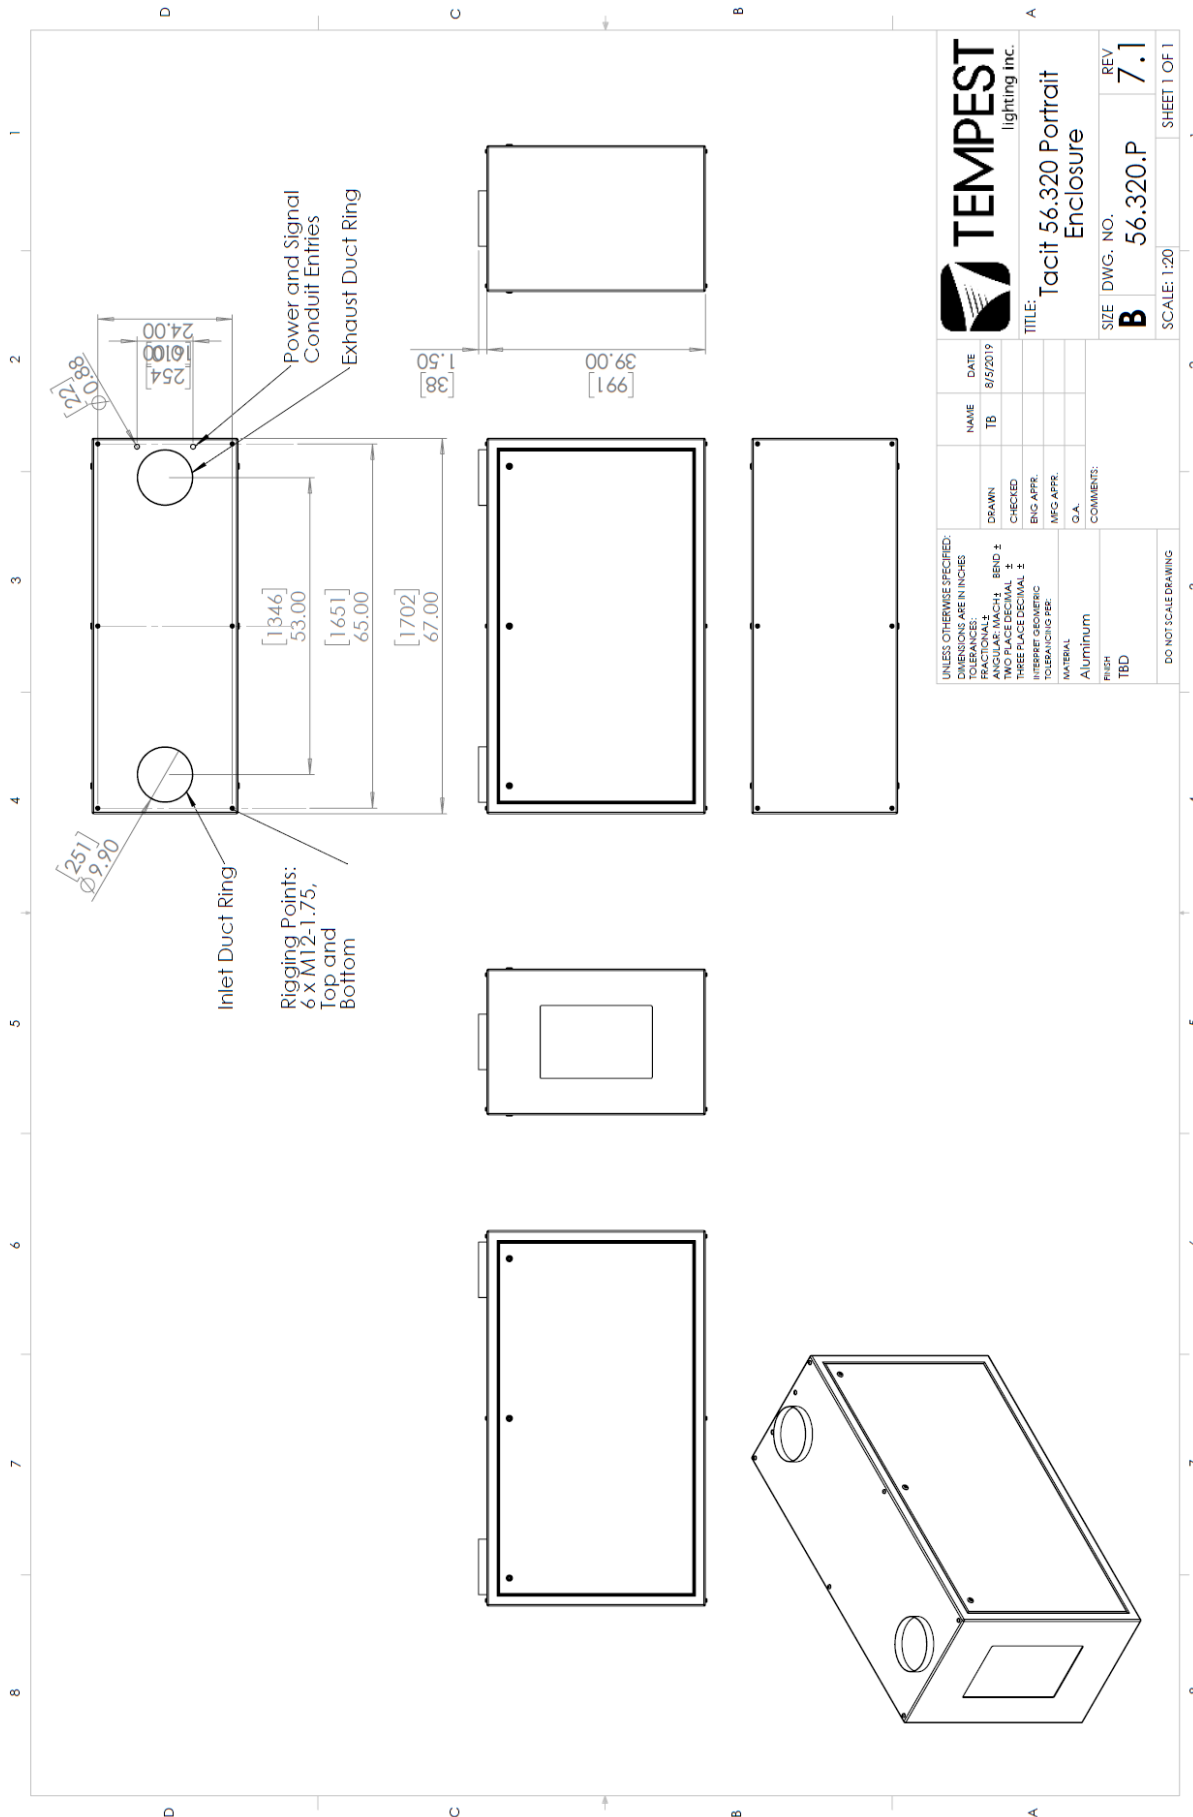 8
7
6
5
4
3
2
1
D
C
B
A
D
C
B
A
[251]
Ø9.90
Inlet Duct Ring
Rigging Points:
6 x M12-1.75,
Top and
Bottom
[22]
Ø0.88
24.00
[254]
Power and Signal
Conduit Entries
Exhaust Duct Ring
[1346]
53.00
[1651]
65.00
[1702]
67.00
[38]
1.50
[991]
39.00
UNLESS OTHERWISE SPECIFIED:
DIMENSIONS ARE IN INCHES
TOLERANCES:
FRACTIONAL ±
ANGULAR: MACH ± BEND ±
TWO PLACE DECIMAL ±
THREE PLACE DECIMAL ±
INTERPRET GEOMETRIC
TOLERANCING PER:
MATERIAL
Aluminum
FINISH
TBD
DO NOT SCALE DRAWING
NAME DATE
DRAWN TB 8/5/2019
CHECKED
ENG APPR.
MFG APPR.
Q.A.
COMMENTS:
TEMPEST
lighting inc.
TITLE:
Tacit 56.320 Portrait
Enclosure
SIZE DWG. NO. REV
B 56.320.P 7.1
SCALE: 1:20 SHEET 1 OF 1